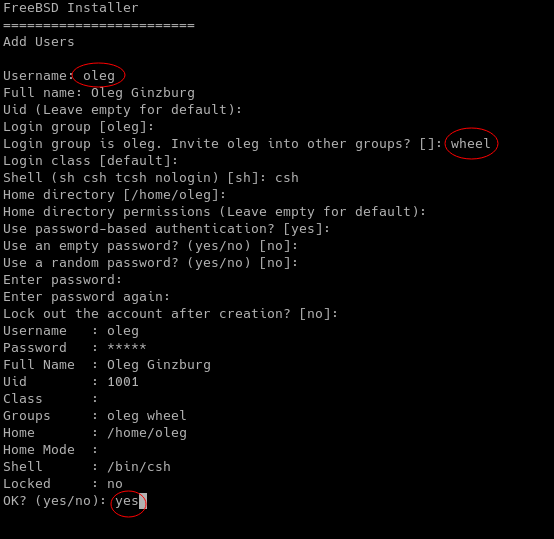 FreeBSD Installer
========================
Add Users
Username: oleg
Full name: Oleg Ginzburg
Uid (Leave empty for default):
Login group [oleg]:
Login group is oleg. Invite oleg into other groups? []: wheel
Login class [default]:
Shell (sh csh tcsh nologin) [sh]: csh
Home directory [/home/oleg]:
Home directory permissions (Leave empty for default):
Use password-based authentication? [yes]:
Use an empty password? (yes/no) [no]:
Use a random password? (yes/no) [no]:
Enter password:
Enter password again:
Lock out the account after creation? [no]:
Username   : oleg
Password   : *****
Full Name  : Oleg Ginzburg
Uid        : 1001
Class      :
Groups     : oleg wheel
Home       : /home/oleg
Home Mode  :
Shell      : /bin/csh
Locked     : no
OK? (yes/no): yes